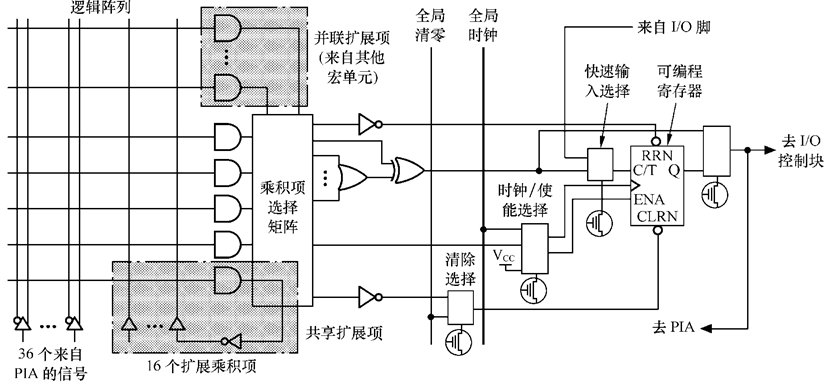 逻辑阵列
并联扩展项
(来自其他
宏单元)
全局
清零
全局
时钟
来自 I/O 脚
快速输
入选择
可编程
寄存器
RRN
C/T Q
ENA
CLRN
去 I/O
控制块
乘积项
选择
矩阵
时钟/使
能选择
VCC
清除
选择
共享扩展项
去 PIA
36 个来自
PIA 的信号
16 个扩展乘积项